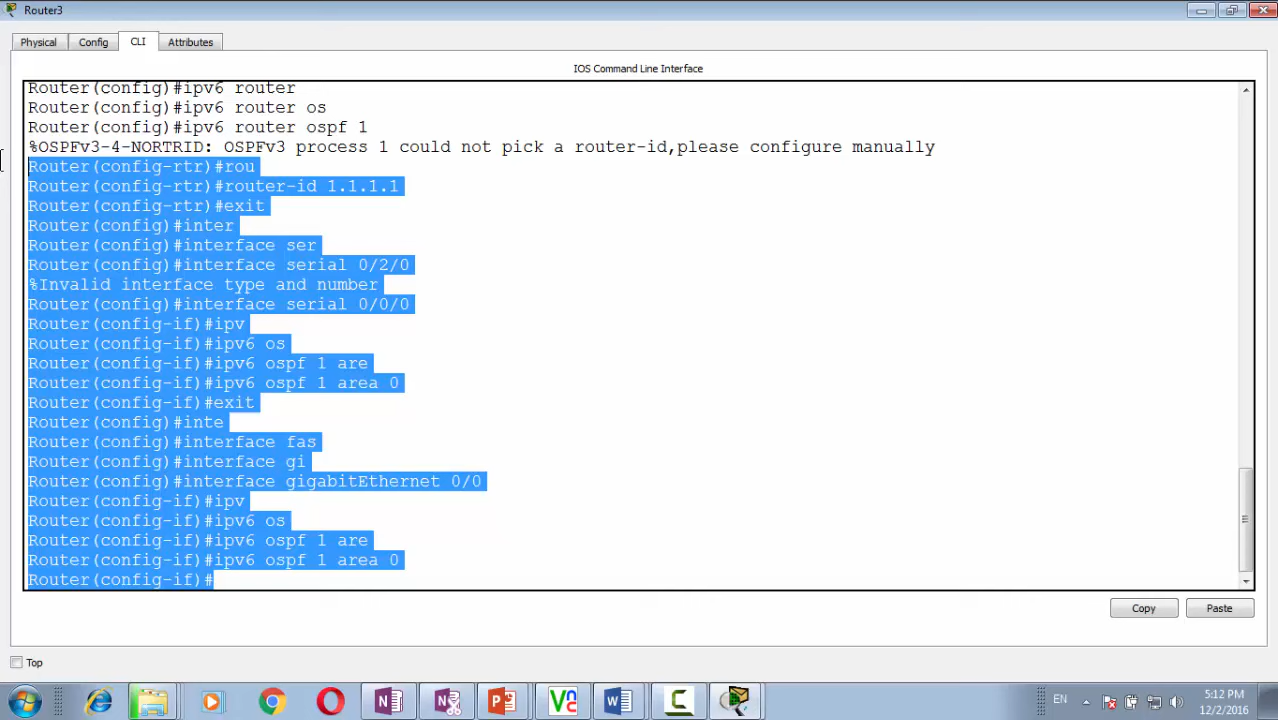 Router3
Physical Config CLI Attributes
IOS Command Line Interface
Router(config)#ipv6 router
Router(config)#ipv6 router os
Router(config)#ipv6 router ospf 1
%OSPFv3-4-NORTRID: OSPFv3 process 1 could not pick a router-id,please configure manually
Router(config-rtr)#rou
Router(config-rtr)#router-id 1.1.1.1
Router(config-rtr)#exit
Router(config)#inter
Router(config)#interface ser
Router(config)#interface serial 0/2/0
%Invalid interface type and number
Router(config)#interface serial 0/0/0
Router(config-if)#ipv
Router(config-if)#ipv6 os
Router(config-if)#ipv6 ospf 1 are
Router(config-if)#ipv6 ospf 1 area 0
Router(config-if)#exit
Router(config)#inte
Router(config)#interface fas
Router(config)#interface gi
Router(config)#interface gigabitEthernet 0/0
Router(config-if)#ipv
Router(config-if)#ipv6 os
Router(config-if)#ipv6 ospf 1 are
Router(config-if)#ipv6 ospf 1 area 0
Router(config-if)#
Copy Paste
Top
EN
5:12 PM
12/2/2016